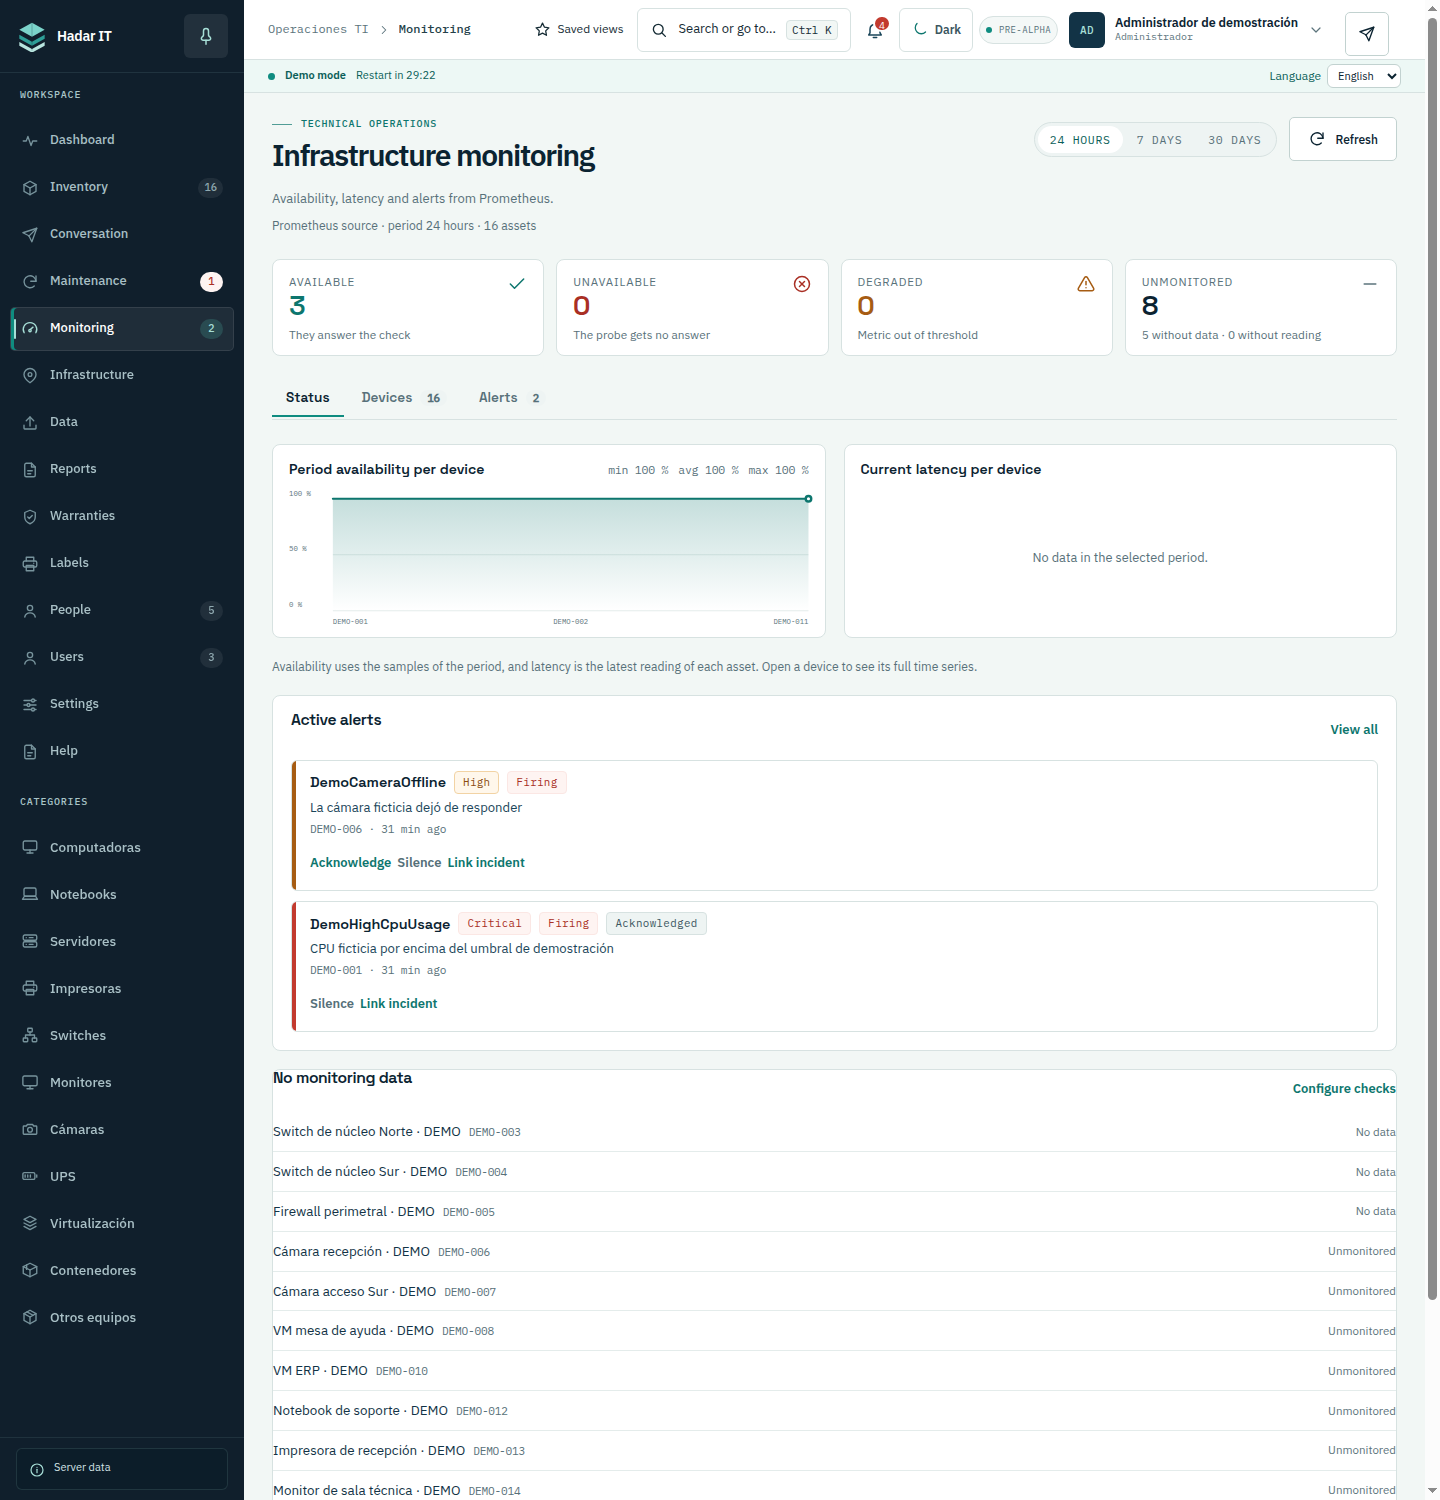 Hadar IT
WORKSPACE
Dashboard
Inventory 16
Conversation
Maintenance 1
Monitoring 2
Infrastructure
Data
Reports
Warranties
Labels
People 5
Users 3
Settings
Help
CATEGORIES
Computadoras
Notebooks
Servidores
Impresoras
Switches
Monitores
Cámaras
UPS
Virtualización
Contenedores
Otros equipos
Server data
Operaciones TI > Monitoring
Saved views
Search or go to... Ctrl K
4
Dark
PRE-ALPHA
AD
Administrador de demostración
Administrador
Demo mode Restart in 29:22
Language English
TECHNICAL OPERATIONS
Infrastructure monitoring
24 HOURS 7 DAYS 30 DAYS
Refresh
Availability, latency and alerts from Prometheus.
Prometheus source · period 24 hours · 16 assets
AVAILABLE
3
They answer the check
UNAVAILABLE
0
The probe gets no answer
DEGRADED
0
Metric out of threshold
UNMONITORED
8
5 without data · 0 without reading
Status
Devices 16
Alerts 2
Period availability per device
min 100 % avg 100 % max 100 %
100 %
50 %
0 %
DEMO-001 DEMO-002 DEMO-011
Current latency per device
No data in the selected period.
Availability uses the samples of the period, and latency is the latest reading of each asset. Open a device to see its full time series.
Active alerts
View all
DemoCameraOffline High Firing
La cámara ficticia dejó de responder
DEMO-006 · 31 min ago
Acknowledge Silence Link incident
DemoHighCpuUsage Critical Firing Acknowledged
CPU ficticia por encima del umbral de demostración
DEMO-001 · 31 min ago
Silence Link incident
No monitoring data
Configure checks
Switch de núcleo Norte · DEMO DEMO-003 No data
Switch de núcleo Sur · DEMO DEMO-004 No data
Firewall perimetral · DEMO DEMO-005 No data
Cámara recepción · DEMO DEMO-006 Unmonitored
Cámara acceso Sur · DEMO DEMO-007 Unmonitored
VM mesa de ayuda · DEMO DEMO-008 Unmonitored
VM ERP · DEMO DEMO-010 Unmonitored
Notebook de soporte · DEMO DEMO-012 Unmonitored
Impresora de recepción · DEMO DEMO-013 Unmonitored
Monitor de sala técnica · DEMO DEMO-014 Unmonitored